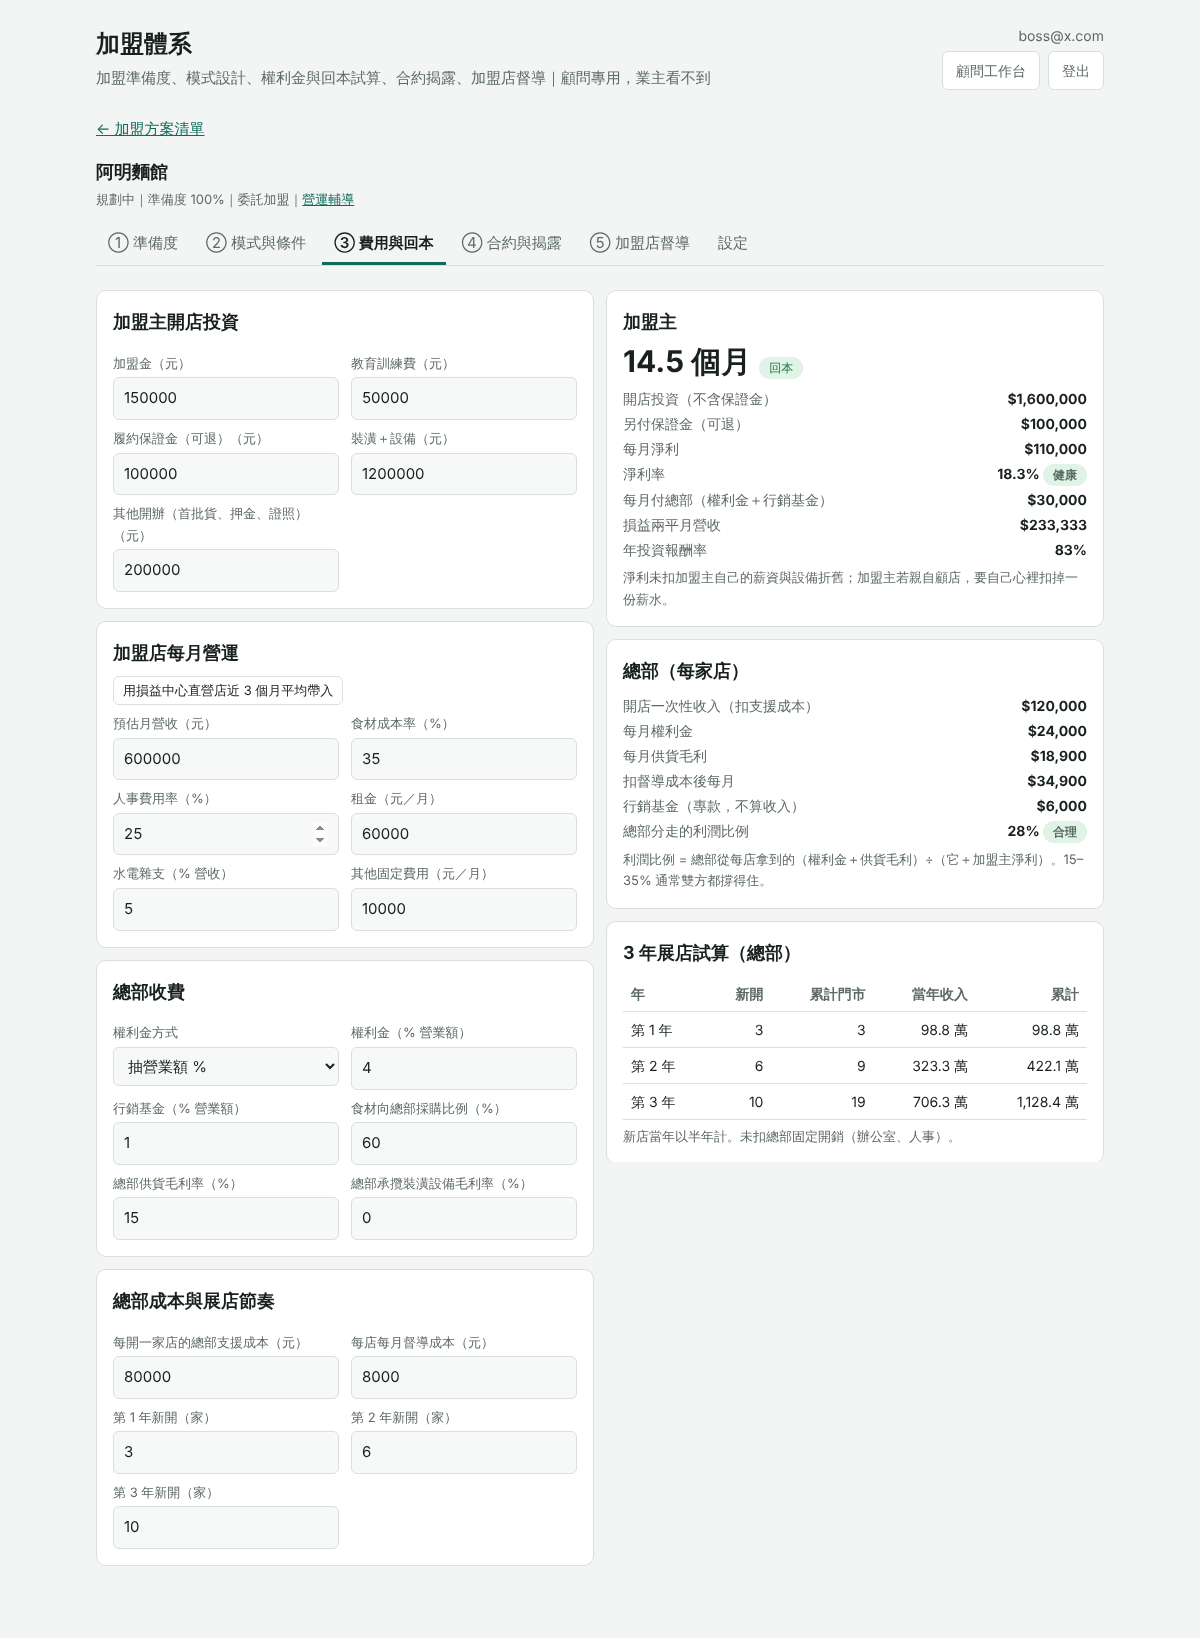 加盟體系
加盟準備度、模式設計、權利金與回本試算、合約揭露、加盟店督導｜顧問專用，業主看不到
boss@x.com
顧問工作台
登出
← 加盟方案清單
阿明麵館
規劃中｜準備度 100%｜委託加盟｜營運輔導
① 準備度
② 模式與條件
③ 費用與回本
④ 合約與揭露
⑤ 加盟店督導
設定
加盟主開店投資
加盟金（元）
教育訓練費（元）
150000
50000
履約保證金（可退）（元）
裝潢＋設備（元）
100000
1200000
其他開辦（首批貨、押金、證照）
（元）
200000
加盟店每月營運
用損益中心直營店近 3 個月平均帶入
預估月營收（元）
食材成本率（%）
600000
35
人事費用率（%）
租金（元／月）
25
60000
水電雜支（% 營收）
其他固定費用（元／月）
5
10000
總部收費
權利金方式
權利金（% 營業額）
抽營業額 %
4
行銷基金（% 營業額）
食材向總部採購比例（%）
1
60
總部供貨毛利率（%）
總部承攬裝潢設備毛利率（%）
15
0
總部成本與展店節奏
每開一家店的總部支援成本（元）
每店每月督導成本（元）
80000
8000
第 1 年新開（家）
第 2 年新開（家）
3
6
第 3 年新開（家）
10
加盟主
14.5 個月 回本
開店投資（不含保證金） $1,600,000
另付保證金（可退） $100,000
每月淨利 $110,000
淨利率 18.3% 健康
每月付總部（權利金＋行銷基金） $30,000
損益兩平月營收 $233,333
年投資報酬率 83%
淨利未扣加盟主自己的薪資與設備折舊；加盟主若親自顧店，要自己心裡扣掉一
份薪水。
總部（每家店）
開店一次性收入（扣支援成本） $120,000
每月權利金 $24,000
每月供貨毛利 $18,900
扣督導成本後每月 $34,900
行銷基金（專款，不算收入） $6,000
總部分走的利潤比例 28% 合理
利潤比例 = 總部從每店拿到的（權利金＋供貨毛利）÷（它＋加盟主淨利）。15–
35% 通常雙方都撐得住。
3 年展店試算（總部）
年 新開 累計門市 當年收入 累計
第 1 年 3 3 98.8 萬 98.8 萬
第 2 年 6 9 323.3 萬 422.1 萬
第 3 年 10 19 706.3 萬 1,128.4 萬
新店當年以半年計。未扣總部固定開銷（辦公室、人事）。